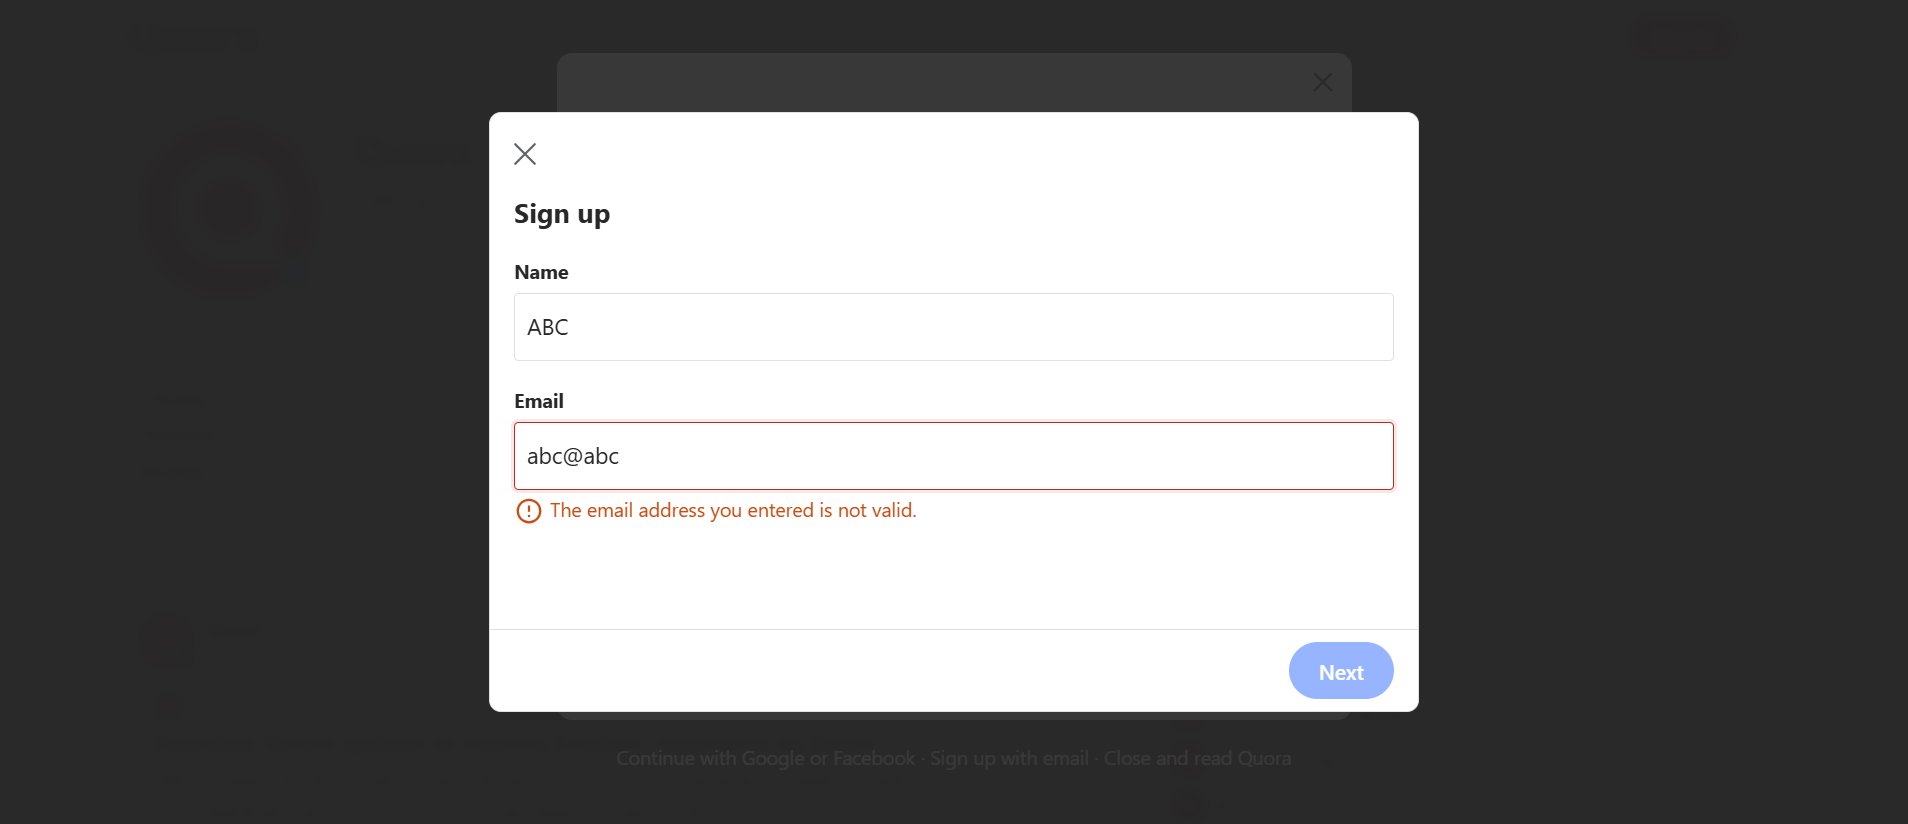 Sign up
Name
ABC
Email
abc@abc
The email address you entered is not valid.
Next
Continue with Google or Facebook · Sign up with email · Close and read Quora